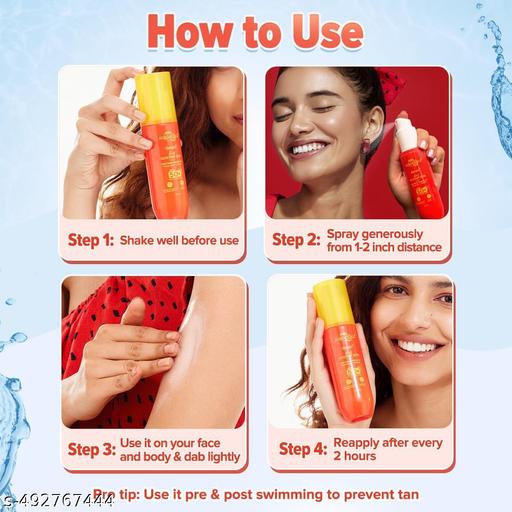 How to Use
Step 1: Shake well before use
Step 2: Spray generously
from 1-2 inch distance
Step 3: Use it on your face
and body & dab lightly
Step 4: Reapply after every
2 hours
s-492767444
tip: Use it pre & post swimming to prevent tan